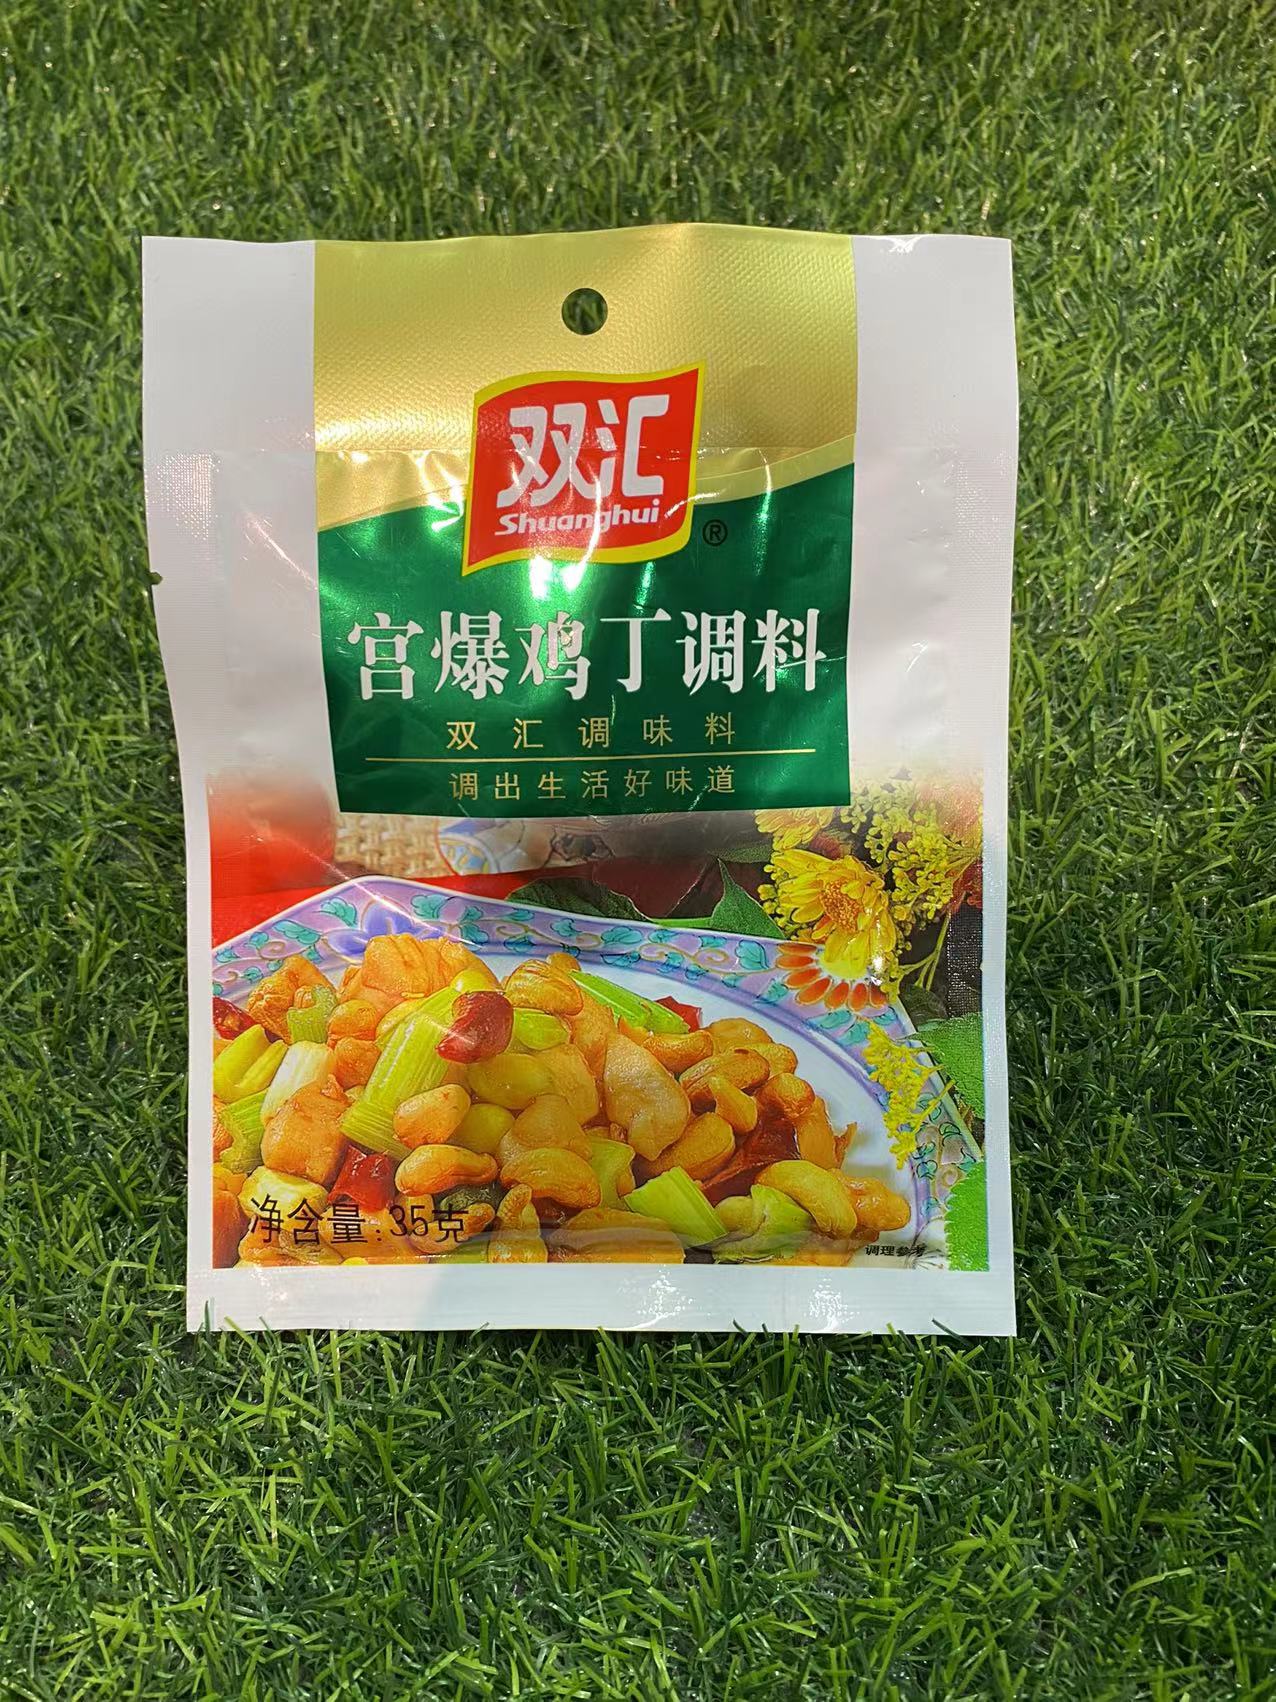 双汇
Shuanghui
®
宫爆鸡丁调料
双汇调味料
调出生活好味道
净含量:35克
调理参考